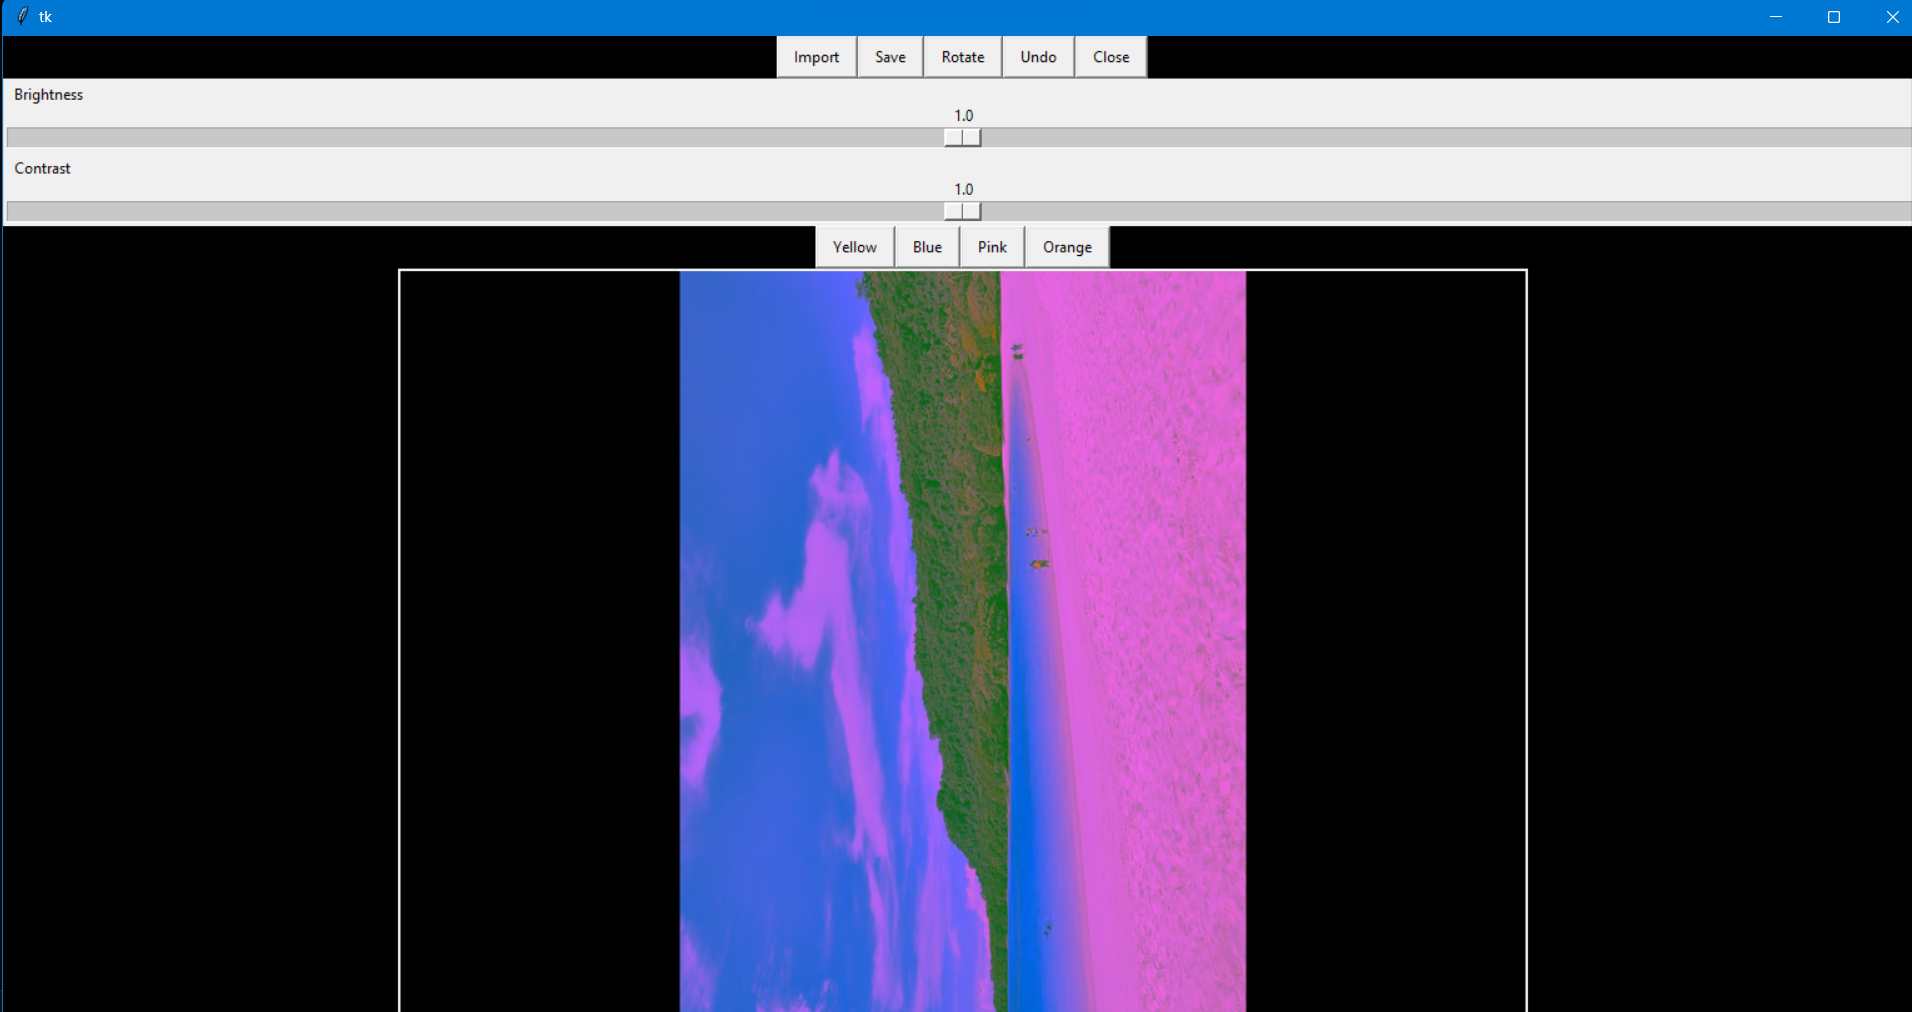 tk
Import Save Rotate Undo Close
Brightness
1.0
Contrast
1.0
Yellow Blue Pink Orange